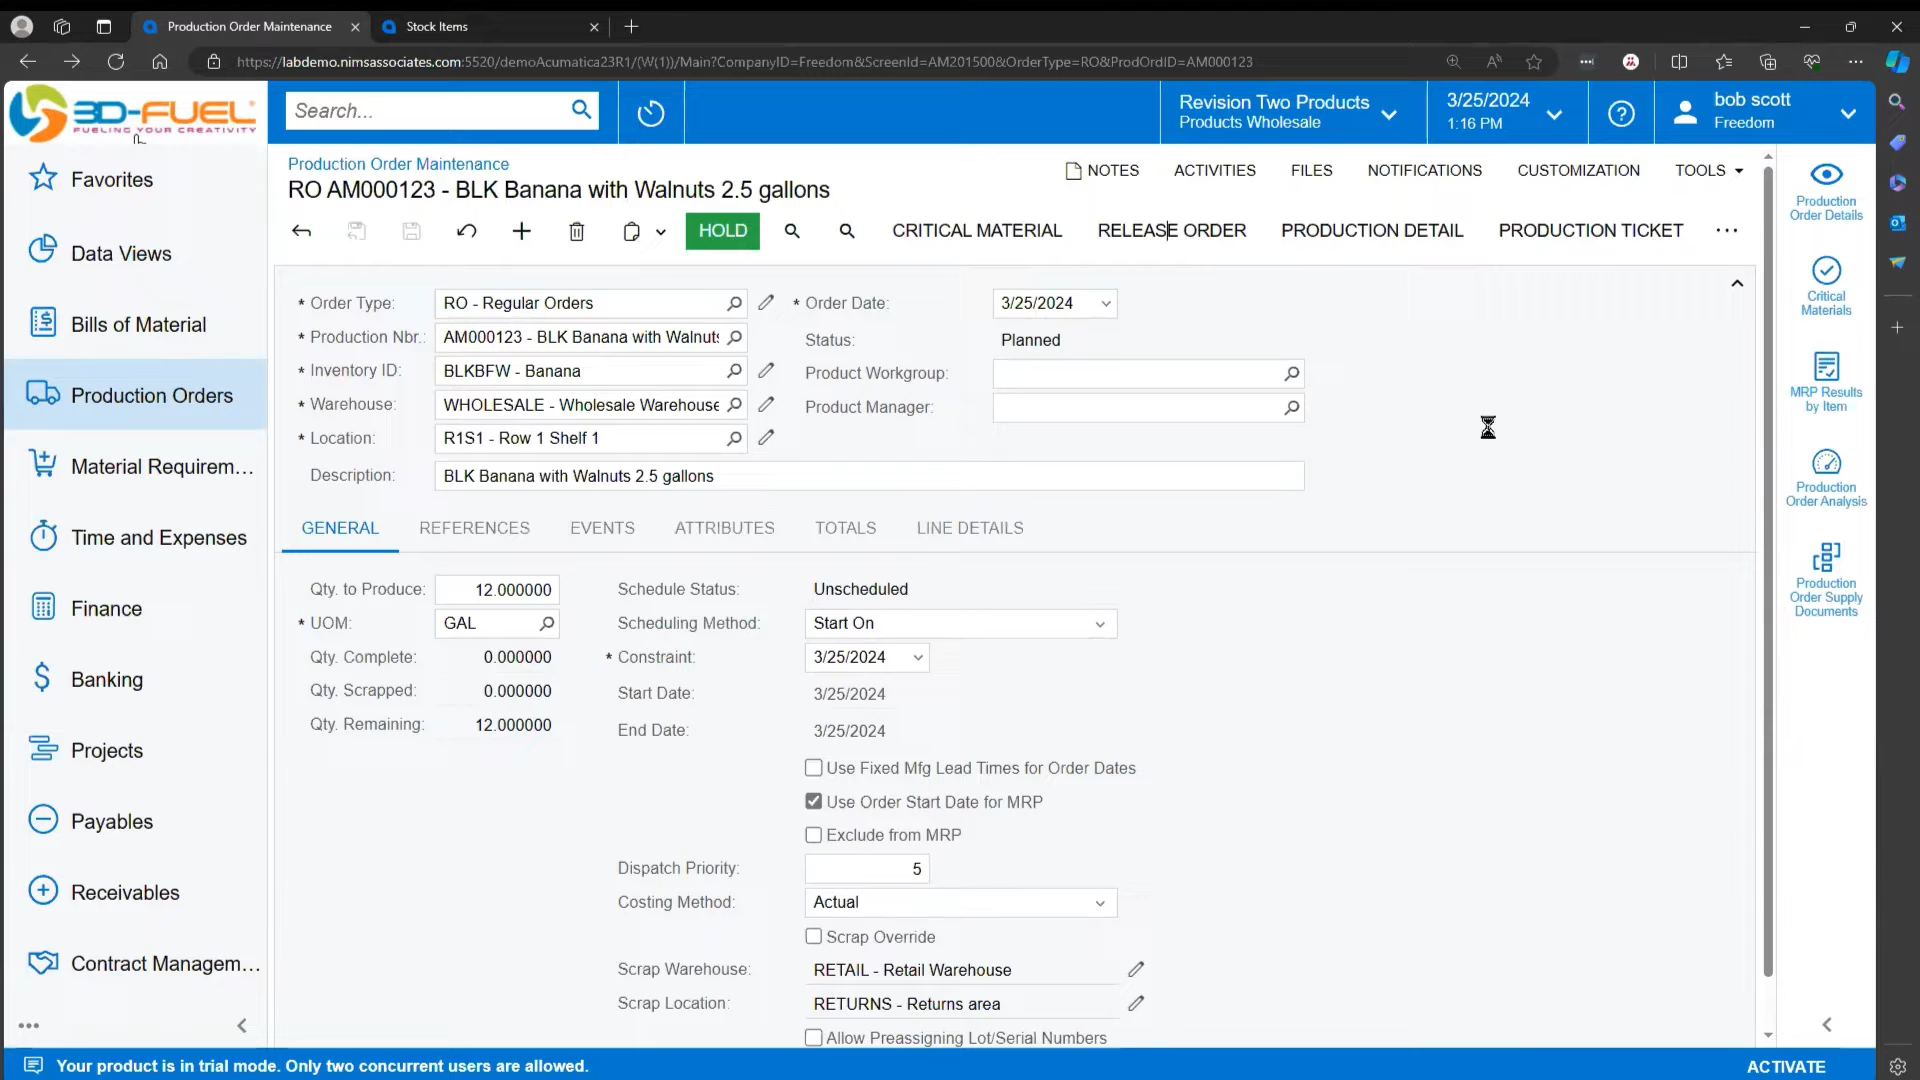 Production Order Maintenance
Stock Items
https://labdemo.nimsassociates.com:5520/demoAcumatica23R1/(W(1))/Main?CompanyID=Freedom&ScreenId=AM201500&OrderType=RO&ProdOrdID=AM000123
3D-FUEL
FUELING YOUR CREATIVITY
Search...
Revision Two Products
Products Wholesale
3/25/2024
1:16 PM
bob scott
Freedom
Favorites
Data Views
Bills of Material
Production Orders
Material Requirem...
Time and Expenses
Finance
Banking
Projects
Payables
Receivables
Contract Managem...
Production Order Maintenance
RO AM000123 - BLK Banana with Walnuts 2.5 gallons
NOTES ACTIVITIES FILES NOTIFICATIONS CUSTOMIZATION TOOLS
HOLD CRITICAL MATERIAL RELEASE ORDER PRODUCTION DETAIL PRODUCTION TICKET ...
* Order Type: RO - Regular Orders * Order Date: 3/25/2024
* Production Nbr.: AM000123 - BLK Banana with Walnuts Status: Planned
* Inventory ID: BLKBFW - Banana Product Workgroup:
* Warehouse: WHOLESALE - Wholesale Warehouse Product Manager:
* Location: R1S1 - Row 1 Shelf 1
Description: BLK Banana with Walnuts 2.5 gallons
GENERAL REFERENCES EVENTS ATTRIBUTES TOTALS LINE DETAILS
Qty. to Produce: 12.000000 Schedule Status: Unscheduled
* UOM: GAL Scheduling Method: Start On
Qty. Complete: 0.000000 * Constraint: 3/25/2024
Qty. Scrapped: 0.000000 Start Date: 3/25/2024
Qty. Remaining: 12.000000 End Date: 3/25/2024
Use Fixed Mfg Lead Times for Order Dates
Use Order Start Date for MRP
Exclude from MRP
Dispatch Priority: 5
Costing Method: Actual
Scrap Override
Scrap Warehouse: RETAIL - Retail Warehouse
Scrap Location: RETURNS - Returns area
Allow Preassigning Lot/Serial Numbers
Production
Order Details
Critical
Materials
MRP Results
by Item
Production
Order Analysis
Production
Order Supply
Documents
Your product is in trial mode. Only two concurrent users are allowed.
ACTIVATE